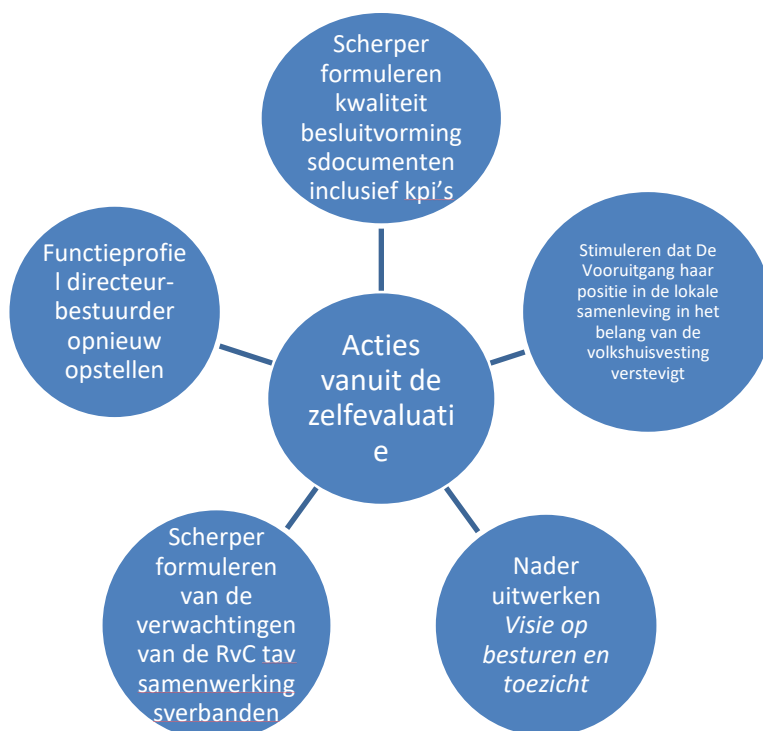 Scherper
formuleren
kwaliteit
besluitvorming
sdocumenten
inclusief kpi's
Stimuleren dat De
Vooruitgang haar
positie in de lokale
samenleving in het
belang van de
volkshuisvesting
verstevigt
Nader
uitwerken
Visie op
besturen en
toezicht
Scherper
formuleren
van de
verwachtingen
van de RvC tav
samenwerking
sverbanden
Functieprofie
l directeur-
bestuurder
opnieuw
opstellen
Acties
vanuit de
zelfevaluati
e